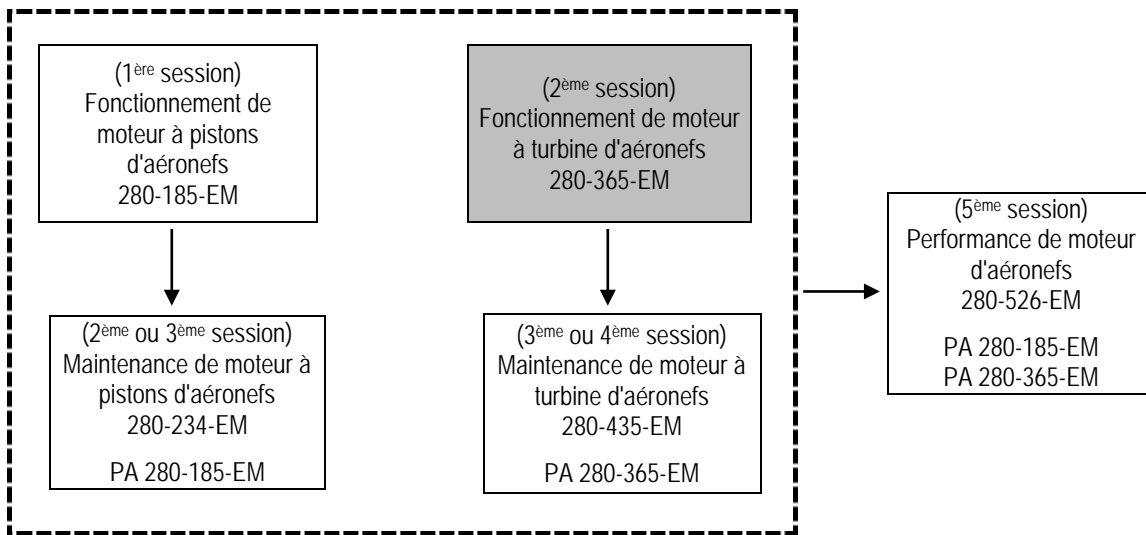 (1ère session)
Fonctionnement de
moteur à pistons
d'aéronefs
280-185-EM
(2ème session)
Fonctionnement de moteur
à turbine d'aéronefs
280-365-EM
(2ème ou 3ème session)
Maintenance de moteur à
pistons d'aéronefs
280-234-EM
PA 280-185-EM
(3ème ou 4ème session)
Maintenance de moteur à
turbine d'aéronefs
280-435-EM
PA 280-365-EM
(5ème session)
Performance de moteur
d'aéronefs
280-526-EM
PA 280-185-EM
PA 280-365-EM